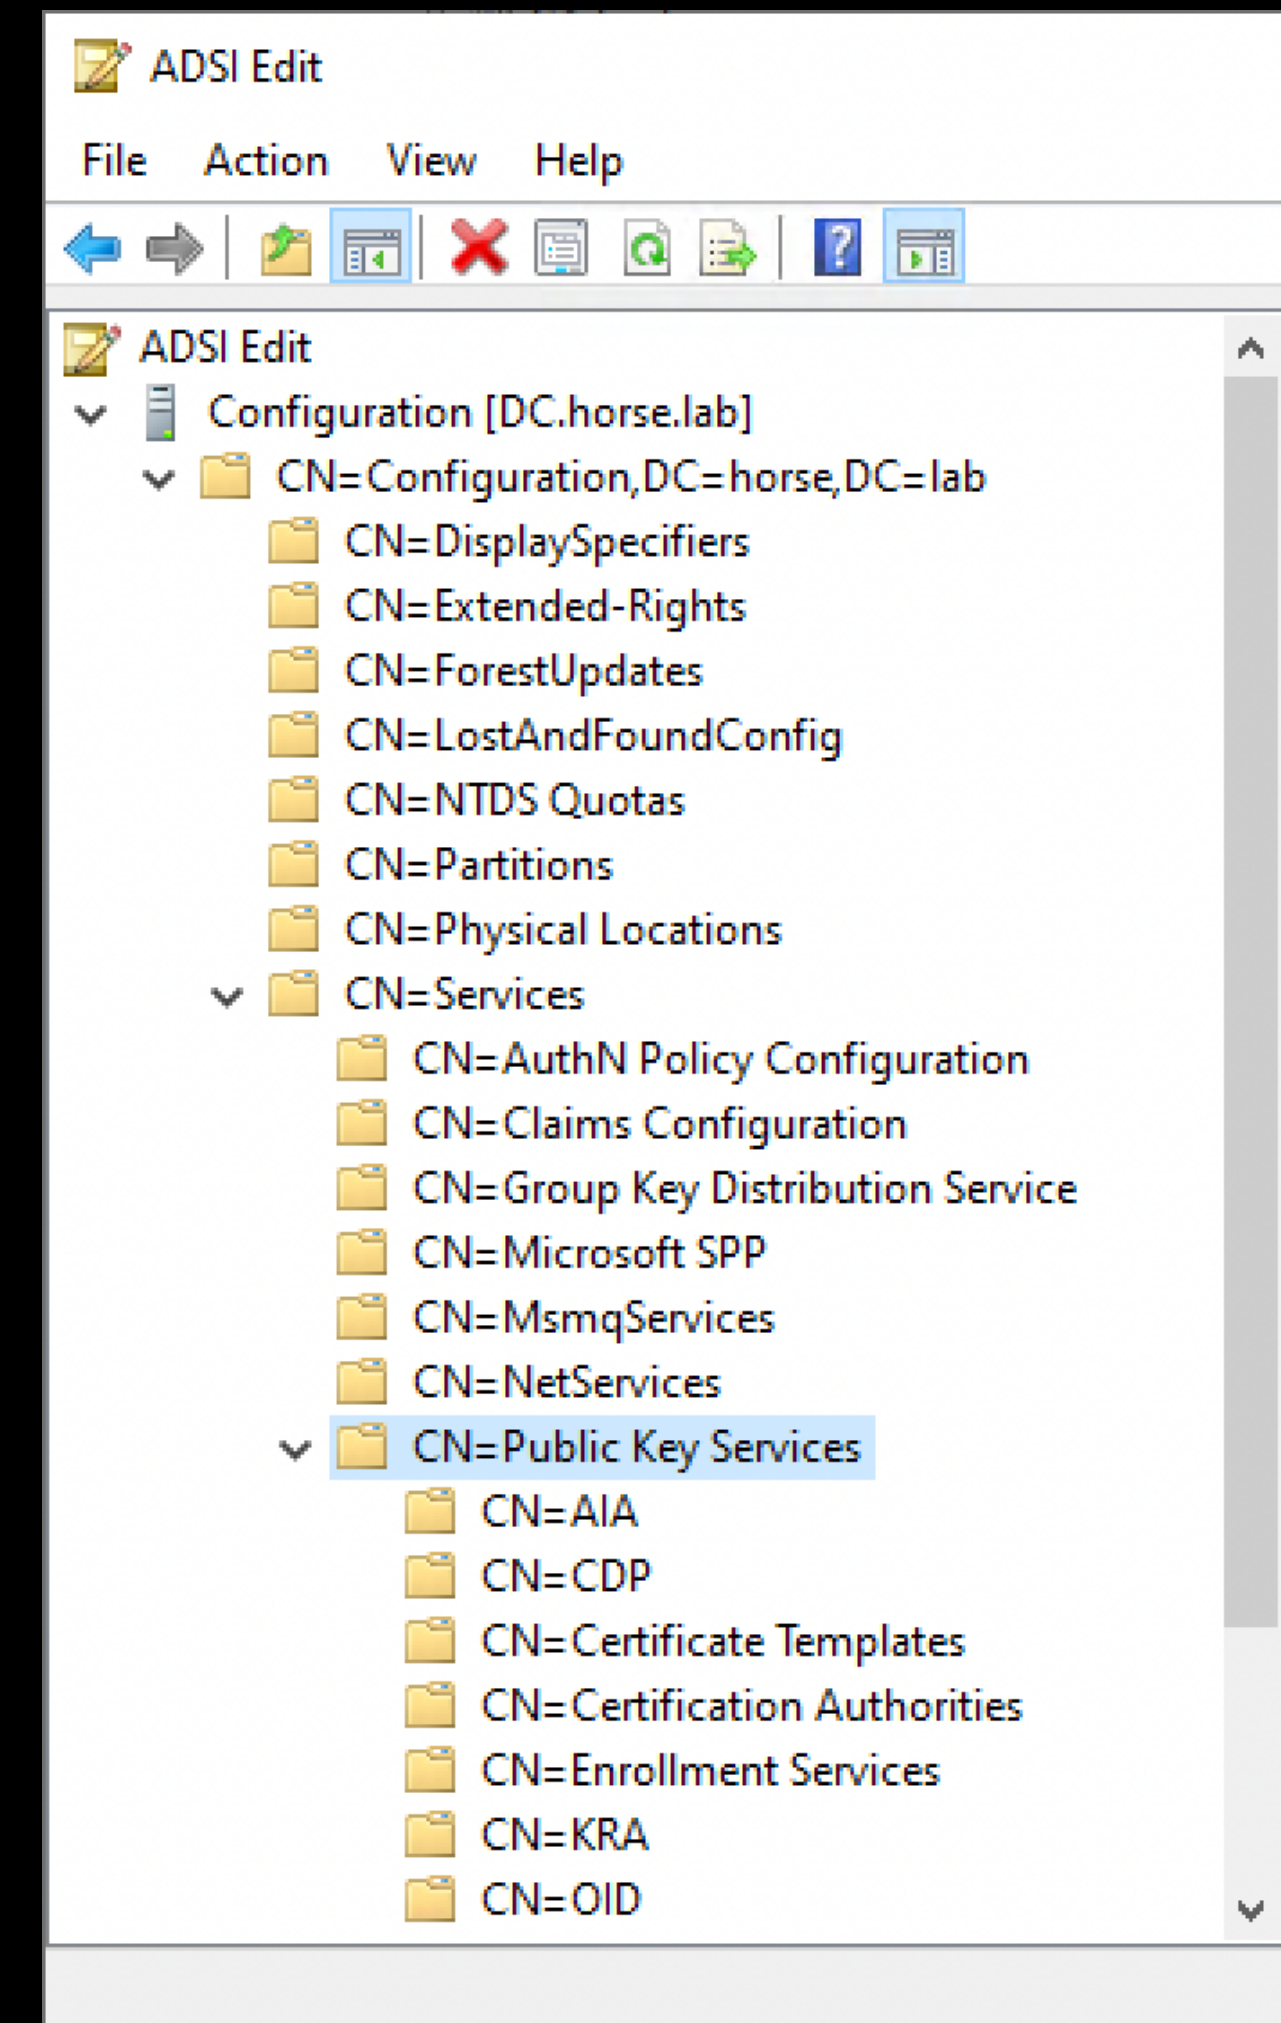 ADSI Edit
File Action View Help
ADSI Edit
Configuration [DC.horse.lab]
CN=Configuration,DC=horse,DC=lab
CN=DisplaySpecifiers
CN=Extended-Rights
CN=ForestUpdates
CN=LostAndFoundConfig
CN=NTDS Quotas
CN=Partitions
CN=Physical Locations
CN=Services
CN=AuthN Policy Configuration
CN=Claims Configuration
CN=Group Key Distribution Service
CN=Microsoft SPP
CN=MsmqServices
CN=NetServices
CN=Public Key Services
CN=AIA
CN=CDP
CN=Certificate Templates
CN=Certification Authorities
CN=Enrollment Services
CN=KRA
CN=OID